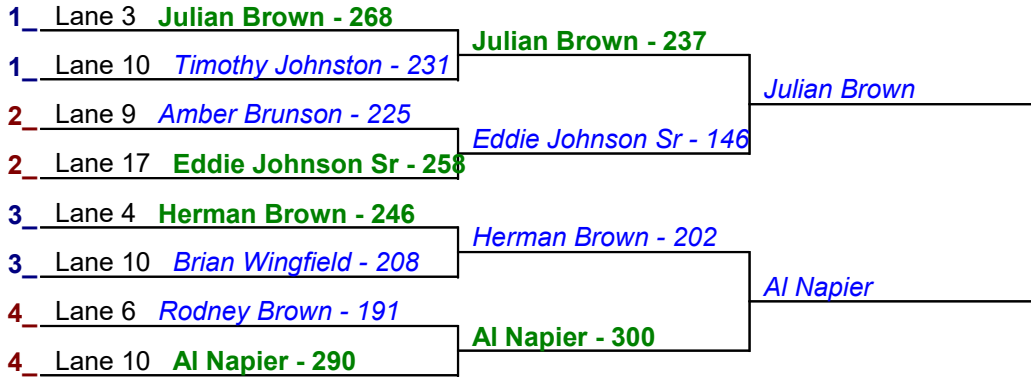 1_ Lane 3 Julian Brown - 268
Julian Brown - 237
1_ Lane 10 Timothy Johnston - 231
Julian Brown
2_ Lane 9 Amber Brunson - 225
Eddie Johnson Sr - 146
2_ Lane 17 Eddie Johnson Sr - 258
3_ Lane 4 Herman Brown - 246
Herman Brown - 202
3_ Lane 10 Brian Wingfield - 208
Al Napier
4_ Lane 6 Rodney Brown - 191
Al Napier - 300
4_ Lane 10 Al Napier - 290